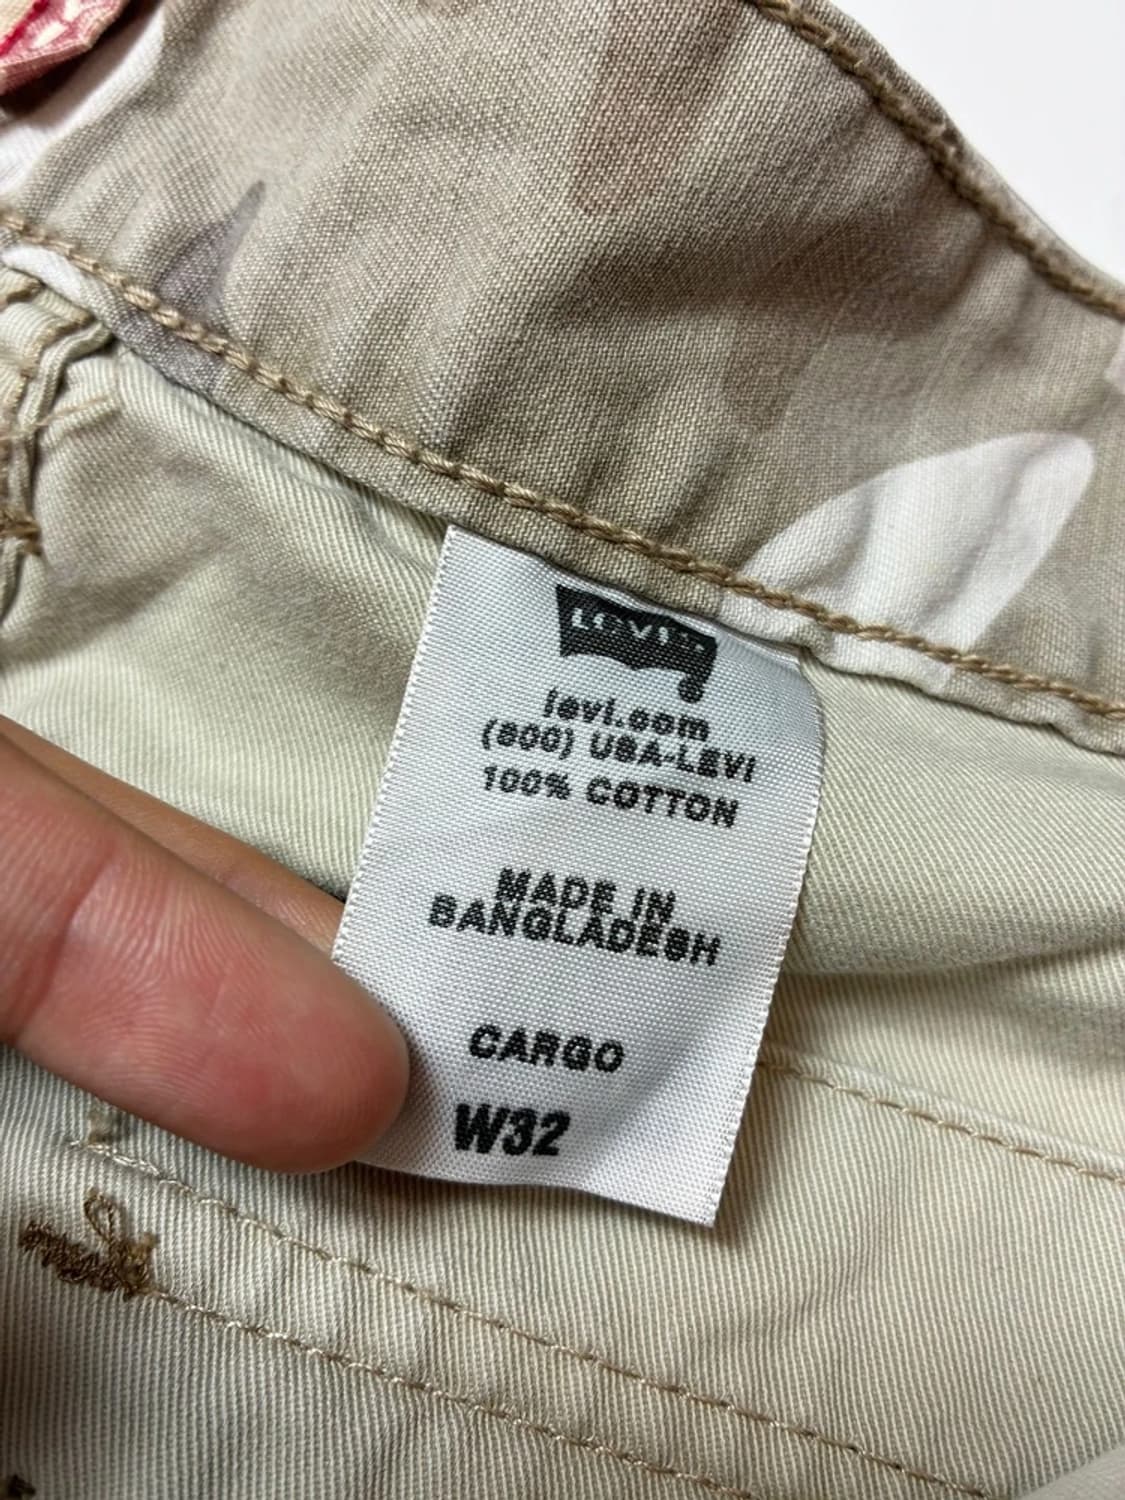 LEVI'S
levi.com
(800) USA-LEVI
100% COTTON
MADE IN
BANGLADESH
CARGO
W32